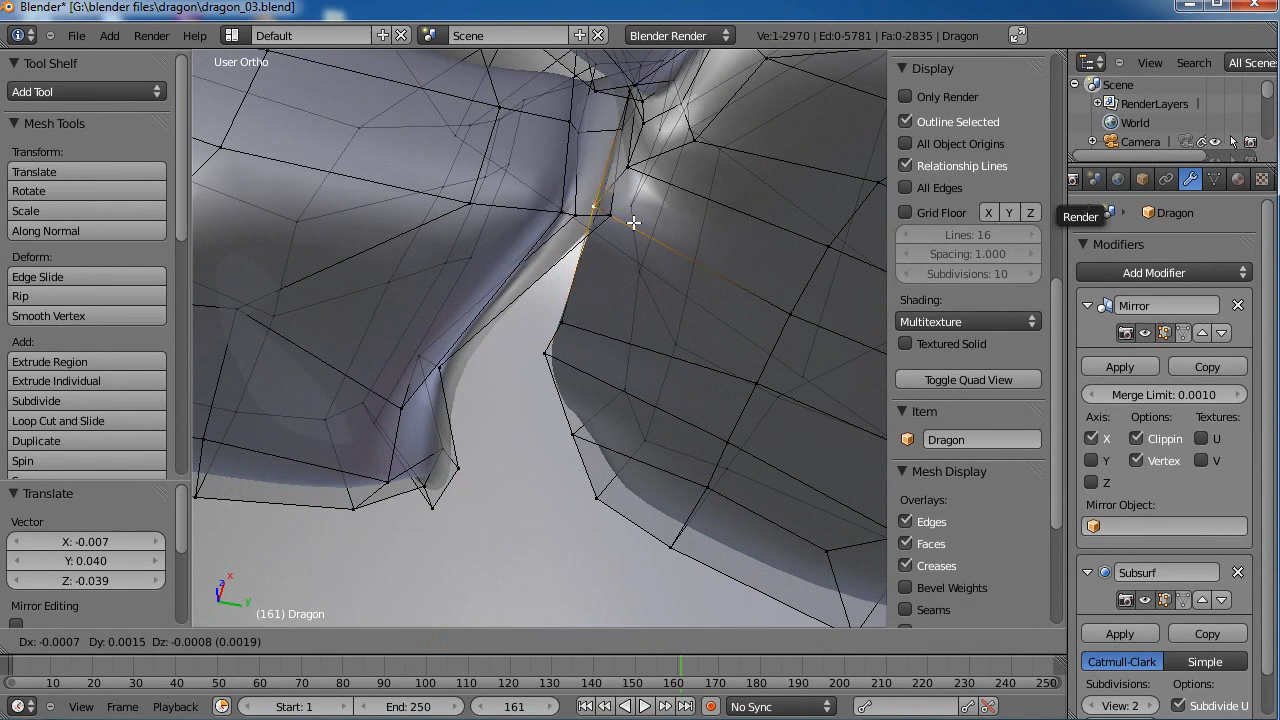 Blender* [G:\blender files\dragon\dragon_03.blend]
File Add Render Help Default Scene Blender Render Ve:1-2970 | Ed:0-5781 | Fa:0-2835 | Dragon
Tool Shelf
Add Tool
Mesh Tools
Transform:
Translate
Rotate
Scale
Along Normal
Deform:
Edge Slide
Rip
Smooth Vertex
Add:
Extrude Region
Extrude Individual
Subdivide
Loop Cut and Slide
Duplicate
Spin
Translate
Vector
X: -0.007
Y: 0.040
Z: -0.039
Mirror Editing
User Ortho
x
z
y
(161) Dragon
Dx: -0.0007 Dy: 0.0015 Dz: -0.0008 (0.0019)
Display
Only Render
Outline Selected
All Object Origins
Relationship Lines
All Edges
Grid Floor X Y Z
Lines: 16
Spacing: 1.000
Subdivisions: 10
Shading:
Multitexture
Textured Solid
Toggle Quad View
Item
Dragon
Mesh Display
Overlays:
Edges
Faces
Creases
Bevel Weights
Seams
View Search All Scene
Scene
RenderLayers
World
Camera
Render
Dragon
Modifiers
Add Modifier
Mirror
Apply Copy
Merge Limit: 0.0010
Axis: Options: Textures:
X Clippin U
Y Vertex V
Z
Mirror Object:
Subsurf
Apply Copy
Catmull-Clark Simple
Subdivisions: Options:
View: 2 Subdivide U
10 20 30 40 50 60 70 80 90 100 110 120 130 140 150 160 170 180 190 200 210 220 230 240 250
View Frame Playback Start: 1 End: 250 161 No Sync